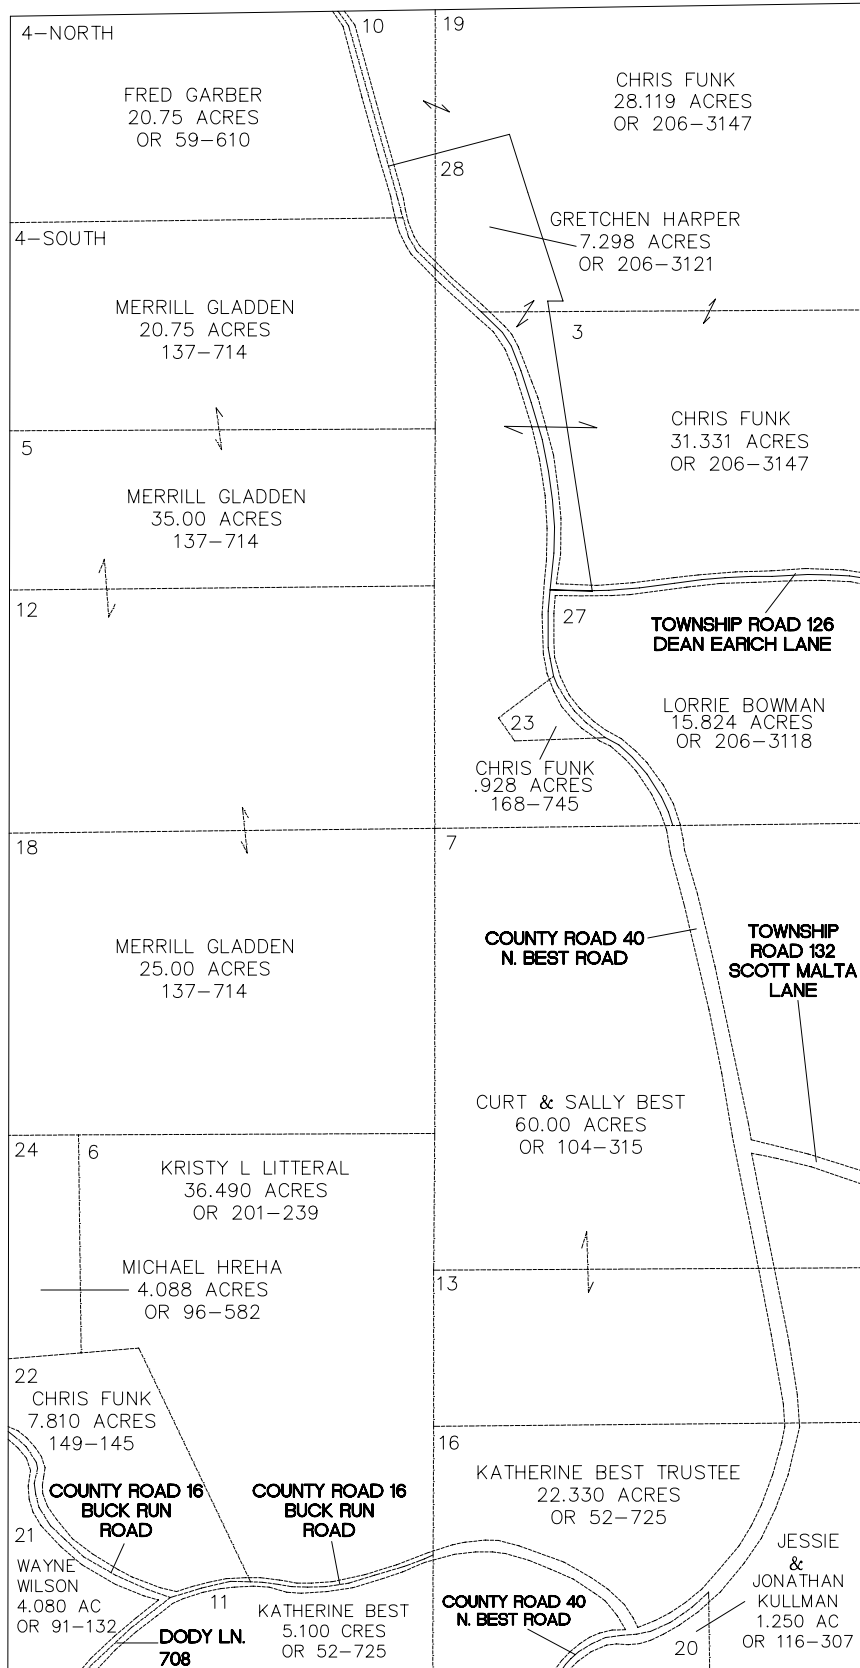 4-NORTH
10
19
FRED GARBER
20.75 ACRES
OR 59-610
CHRIS FUNK
28.119 ACRES
OR 206-3147
28
4-SOUTH
GRETCHEN HARPER
7.298 ACRES
OR 206-3121
MERRILL GLADDEN
20.75 ACRES
137-714
3
5
CHRIS FUNK
31.331 ACRES
OR 206-3147
MERRILL GLADDEN
35.00 ACRES
137-714
12
27
TOWNSHIP ROAD 126
DEAN EARICH LANE
LORRIE BOWMAN
15.824 ACRES
OR 206-3118
23
CHRIS FUNK
.928 ACRES
168-745
18
7
MERRILL GLADDEN
25.00 ACRES
137-714
COUNTY ROAD 40
N. BEST ROAD
TOWNSHIP
ROAD 132
SCOTT MALTA
LANE
CURT & SALLY BEST
60.00 ACRES
OR 104-315
24
6
KRISTY L LITTERAL
36.490 ACRES
OR 201-239
MICHAEL HREHA
4.088 ACRES
OR 96-582
13
22
CHRIS FUNK
7.810 ACRES
149-145
16
KATHERINE BEST TRUSTEE
22.330 ACRES
OR 52-725
COUNTY ROAD 16
BUCK RUN
ROAD
COUNTY ROAD 16
BUCK RUN
ROAD
21
WAYNE
WILSON
4.080 AC
OR 91-132
11
KATHERINE BEST
5.100 CRES
OR 52-725
DODY LN.
708
COUNTY ROAD 40
N. BEST ROAD
20
JESSIE
&
JONATHAN
KULLMAN
1.250 AC
OR 116-307